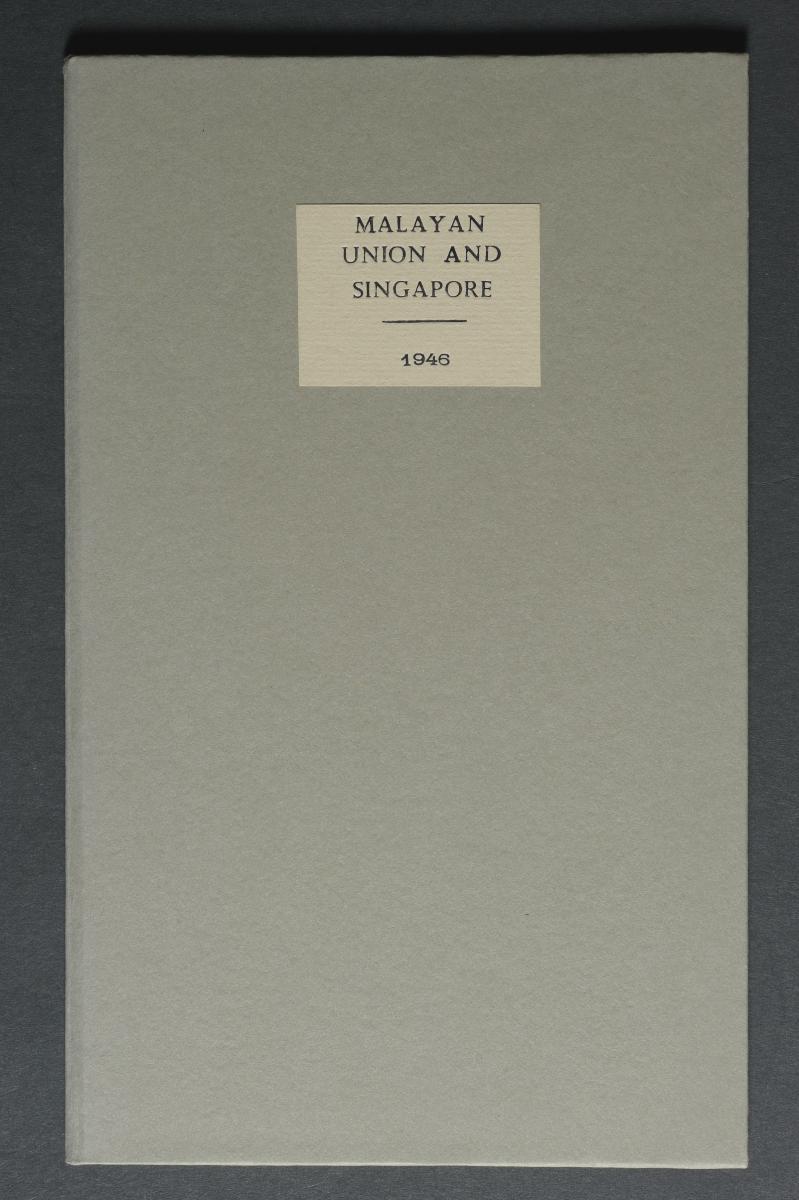 MALAYAN
UNION AND
SINGAPORE
1946